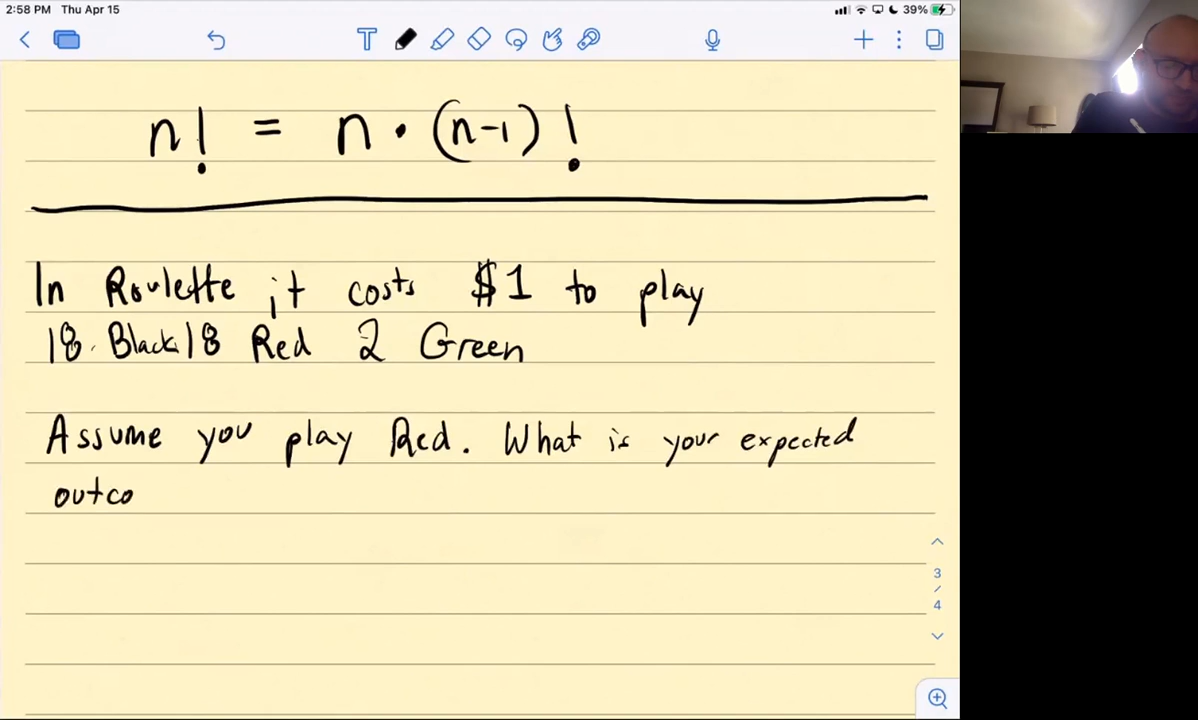 2:58 PM Thu Apr 15
39%
n! = n · (n-1)!
In Roulette it costs $1 to play
18 Black 18 Red 2 Green
Assume you play Red. What is your expected
outco
3
/
4